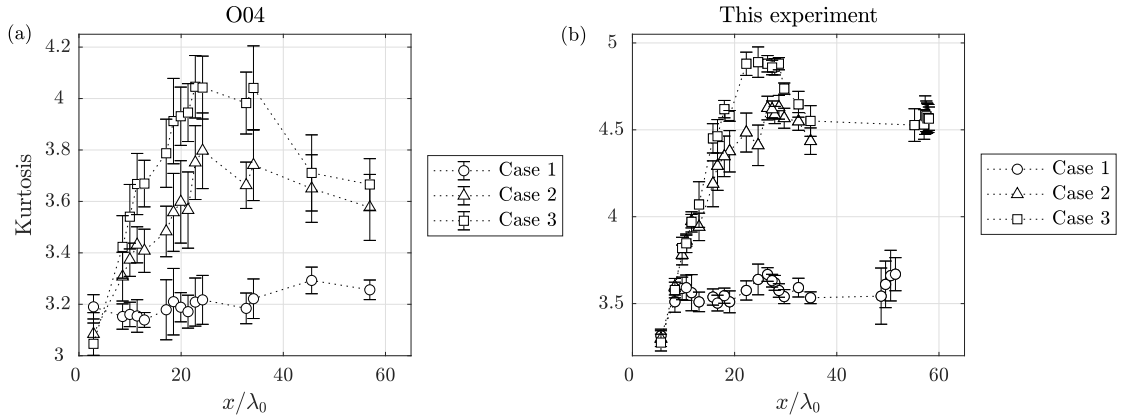 O04
(a)
4.2
4
3.8
3.6
3.4
3.2
3
Kurtosis
0 20 40 60
x/λ0
Case 1
Case 2
Case 3
This experiment
(b)
5
4.5
4
3.5
0 20 40 60
x/λ0
Case 1
Case 2
Case 3